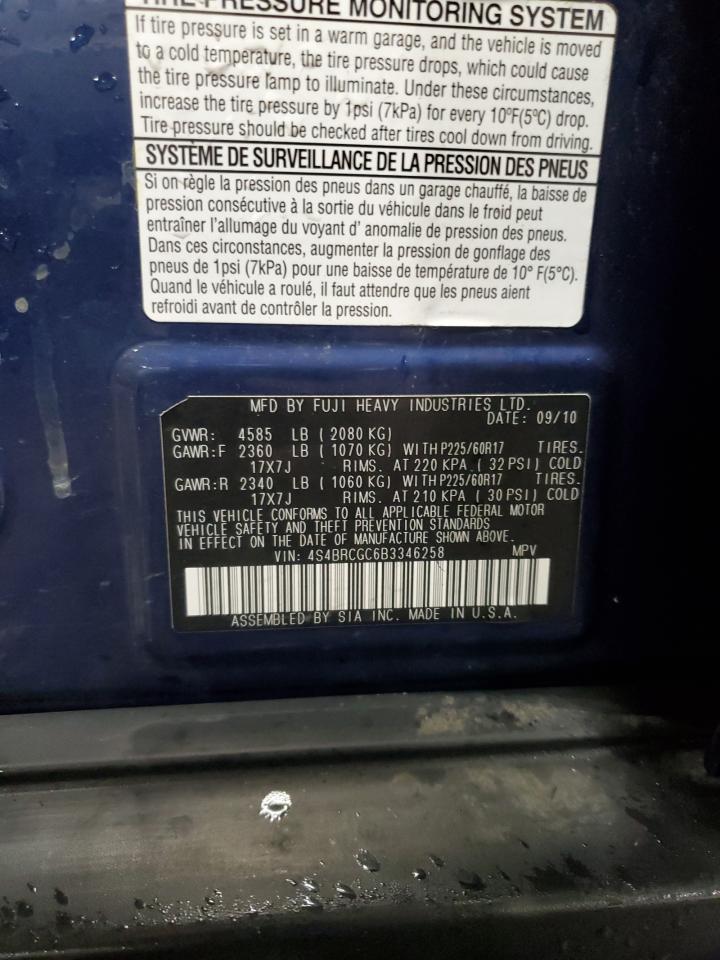 TIRE PRESSURE MONITORING SYSTEM
If tire pressure is set in a warm garage, and the vehicle is moved
to a cold temperature, the tire pressure drops, which could cause
the tire pressure lamp to illuminate. Under these circumstances,
increase the tire pressure by 1psi (7kPa) for every 10°F(5°C) drop.
Tire pressure should be checked after tires cool down from driving.
SYSTÈME DE SURVEILLANCE DE LA PRESSION DES PNEUS
Si on règle la pression des pneus dans un garage chauffé, la baisse de
pression consécutive à la sortie du véhicule dans le froid peut
entraîner l'allumage du voyant d' anomalie de pression des pneus.
Dans ces circonstances, augmenter la pression de gonflage des
pneus de 1psi (7kPa) pour une baisse de température de 10° F(5°C).
Quand le véhicule a roulé, il faut attendre que les pneus aient
refroidi avant de contrôler la pression.
MFD BY FUJI HEAVY INDUSTRIES LTD.
DATE: 09/10
GVWR: 4585 LB ( 2080 KG)
GAWR:F 2360 LB ( 1070 KG) WITH P225/60R17 TIRES.
17X7J RIMS. AT 220 KPA ( 32 PSI) COLD
GAWR:R 2340 LB ( 1060 KG) WITH P225/60R17 TIRES.
17X7J RIMS. AT 210 KPA ( 30 PSI) COLD
THIS VEHICLE CONFORMS TO ALL APPLICABLE FEDERAL MOTOR
VEHICLE SAFETY AND THEFT PREVENTION STANDARDS
IN EFFECT ON THE DATE OF MANUFACTURE SHOWN ABOVE.
VIN: 4S4BRCGC6B3346258 MPV
ASSEMBLED BY SIA INC. MADE IN U.S.A.